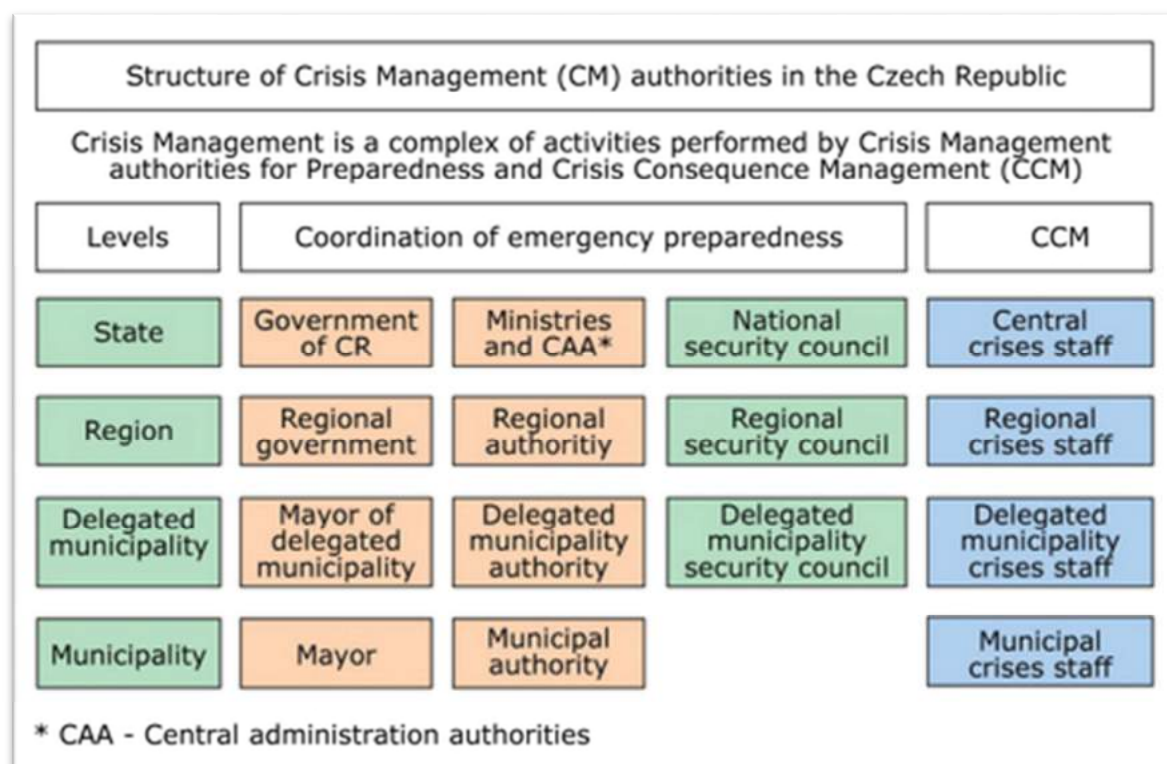 Structure of Crisis Management (CM) authorities in the Czech Republic
Crisis Management is a complex of activities performed by Crisis Management
authorities for Preparedness and Crisis Consequence Management (CCM)
Levels
Coordination of emergency preparedness
CCM
State
Government
of CR
Ministries
and CAA*
National
security council
Central
crises staff
Region
Regional
government
Regional
authoritiy
Regional
security council
Regional
crises staff
Delegated
municipality
Mayor of
delegated
municipality
Delegated
municipality
authority
Delegated
municipality
security council
Delegated
municipality
crises staff
Municipality
Mayor
Municipal
authority
Municipal
crises staff
* CAA - Central administration authorities